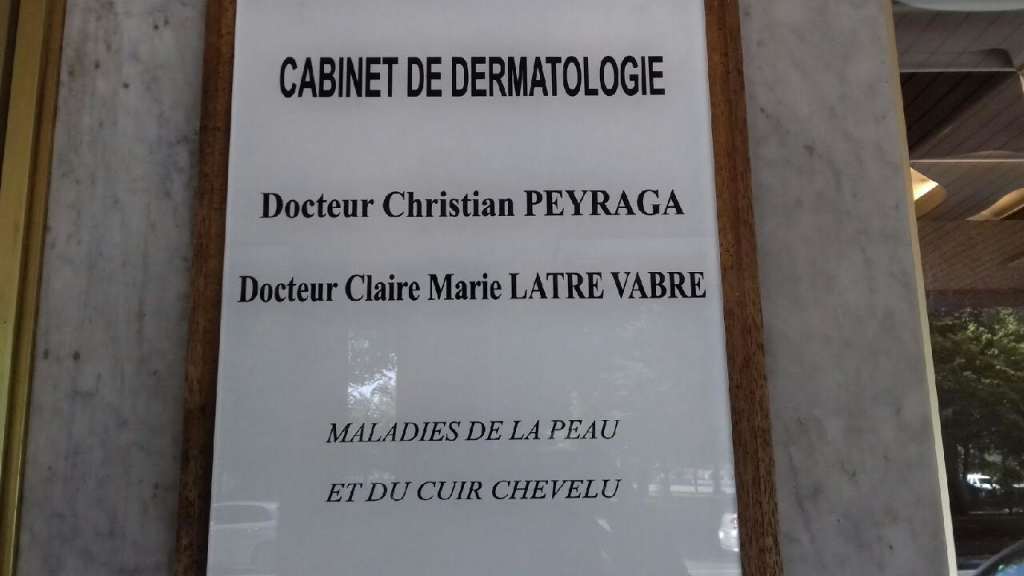 CABINET DE DERMATOLOGIE
Docteur Christian PEYRAGA
Docteur Claire Marie LATRE VABRE
MALADIES DE LA PEAU
ET DU CUIR CHEVELU